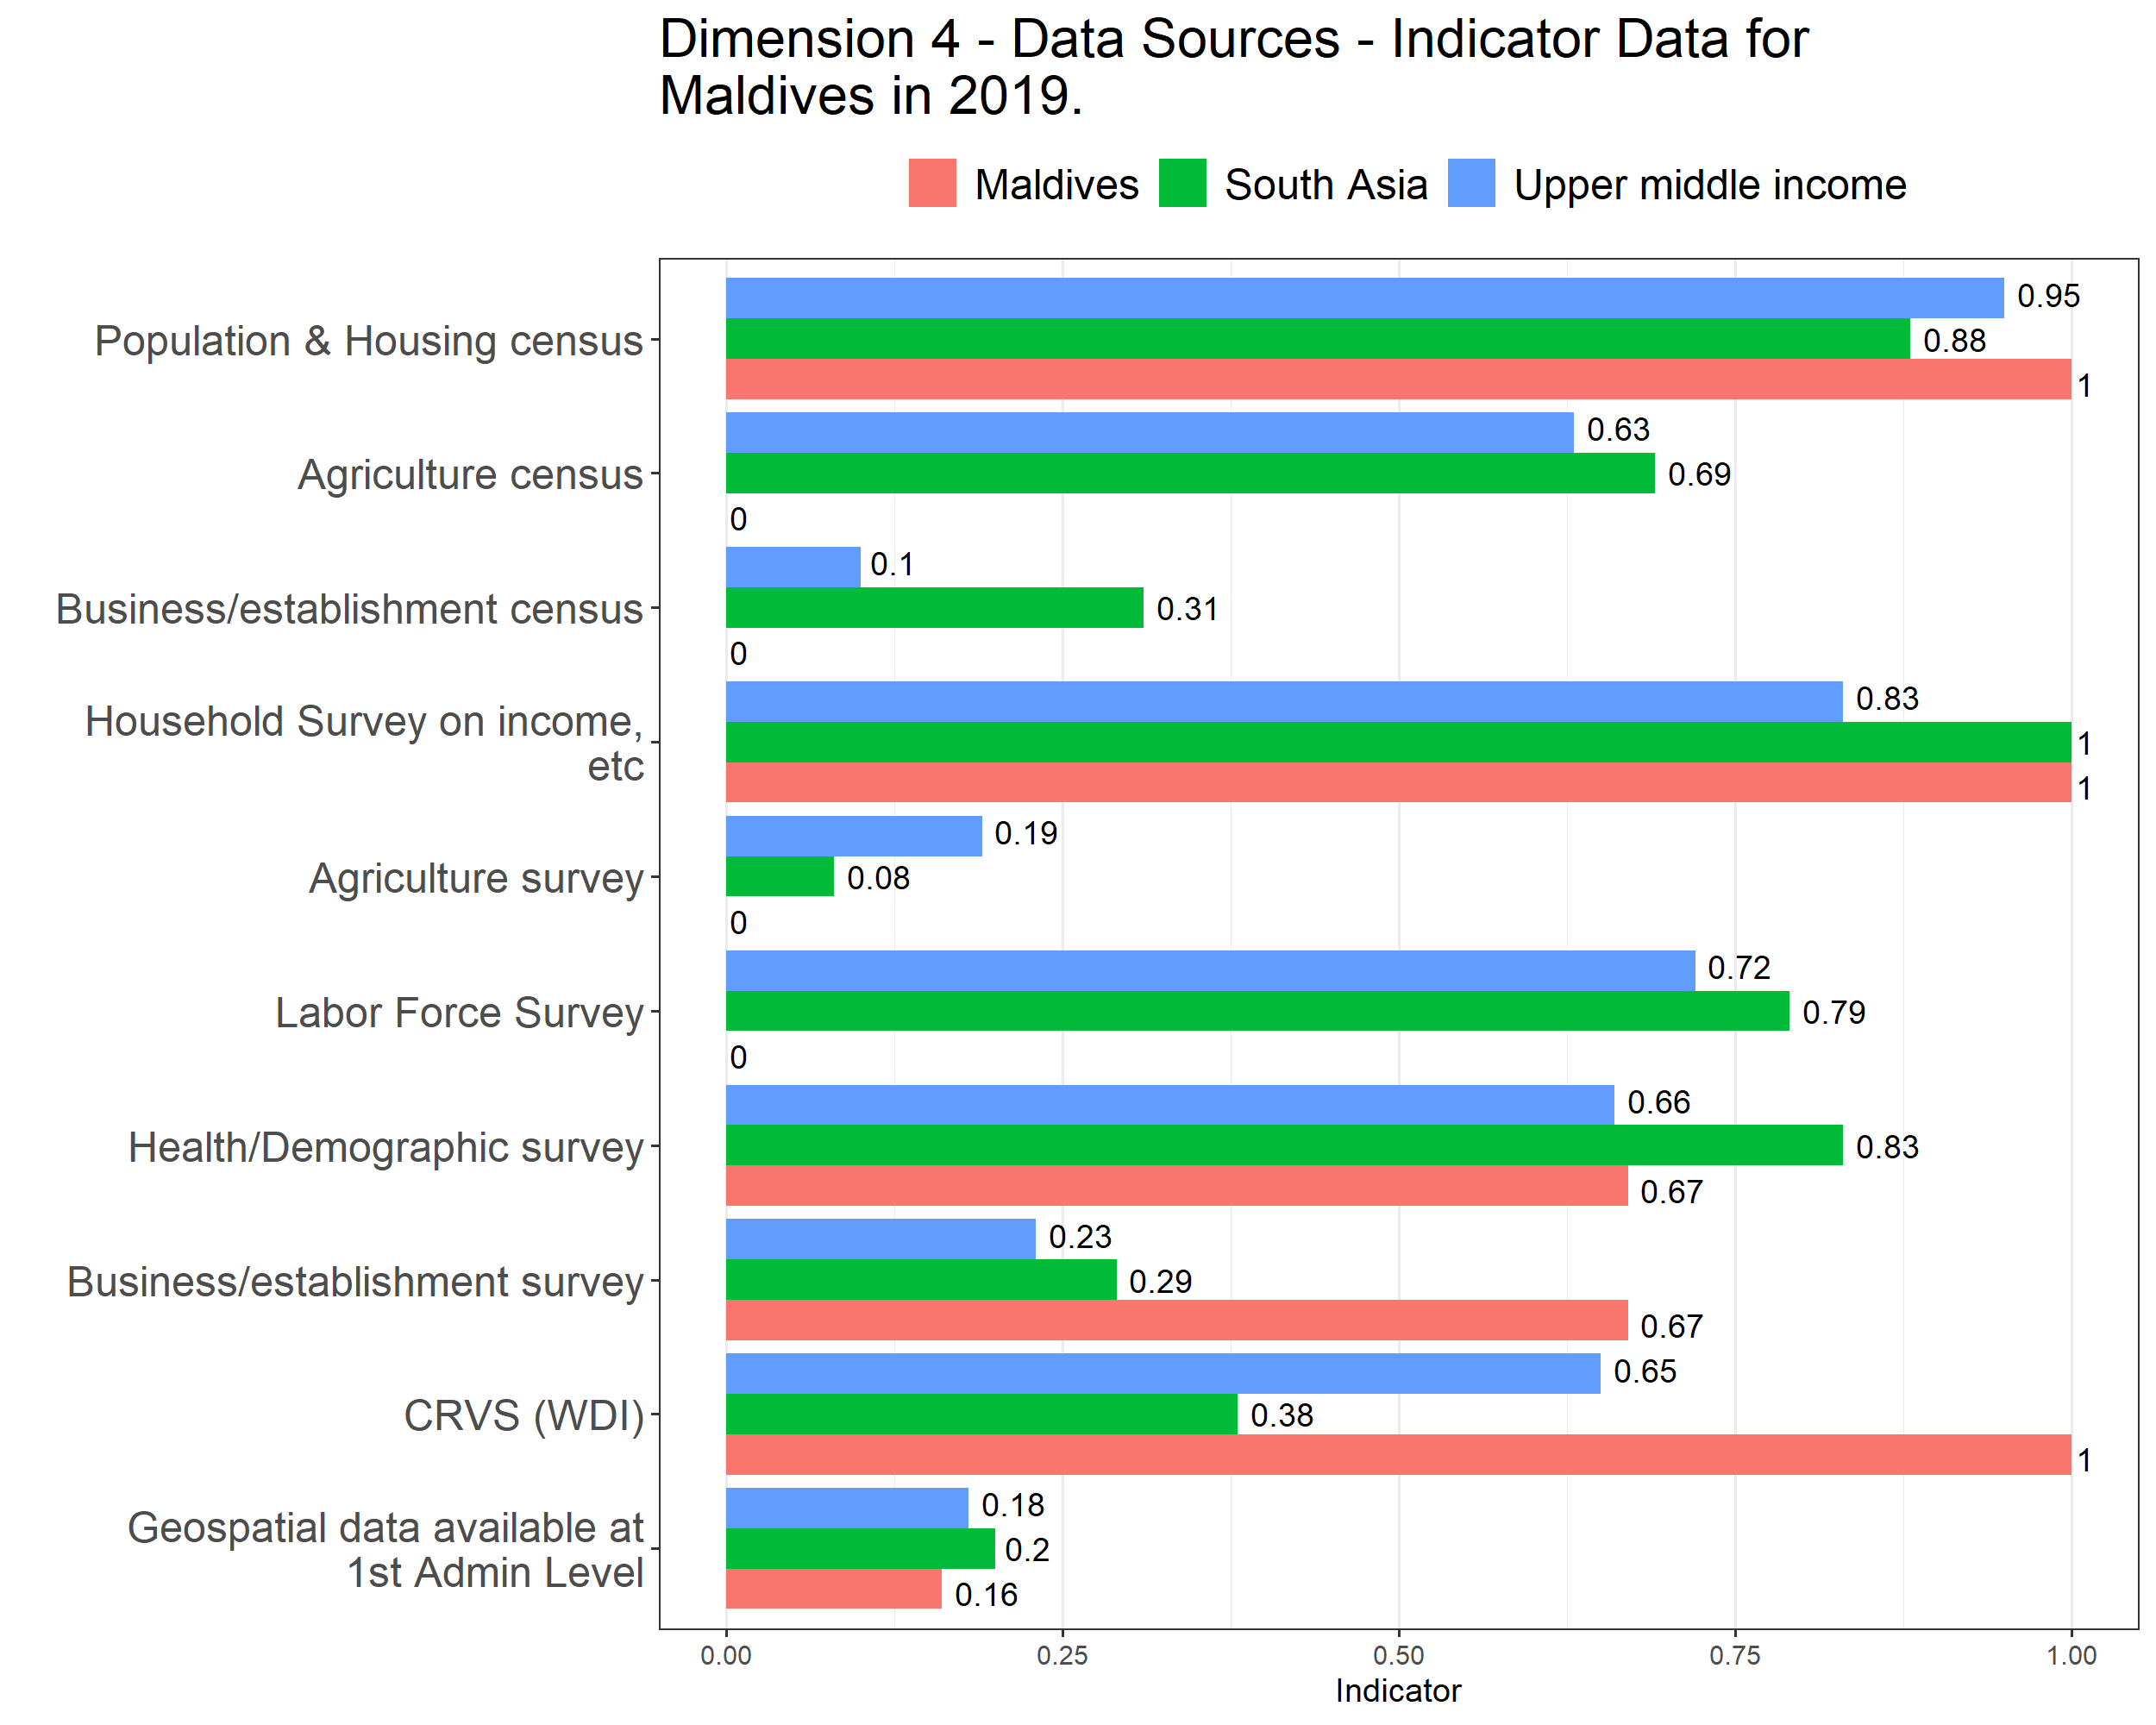 Dimension 4 - Data Sources - Indicator Data for
Maldives in 2019.
Maldives South Asia Upper middle income
Population & Housing census
0.95
0.88
1
Agriculture census
0.63
0.69
0
Business/establishment census
0.1
0.31
0
Household Survey on income,
etc
0.83
1
1
Agriculture survey
0.19
0.08
0
Labor Force Survey
0.72
0.79
0
Health/Demographic survey
0.66
0.83
0.67
Business/establishment survey
0.23
0.29
0.67
CRVS (WDI)
0.65
0.38
1
Geospatial data available at
1st Admin Level
0.18
0.2
0.16
0.00 0.25 0.50 0.75 1.00
Indicator